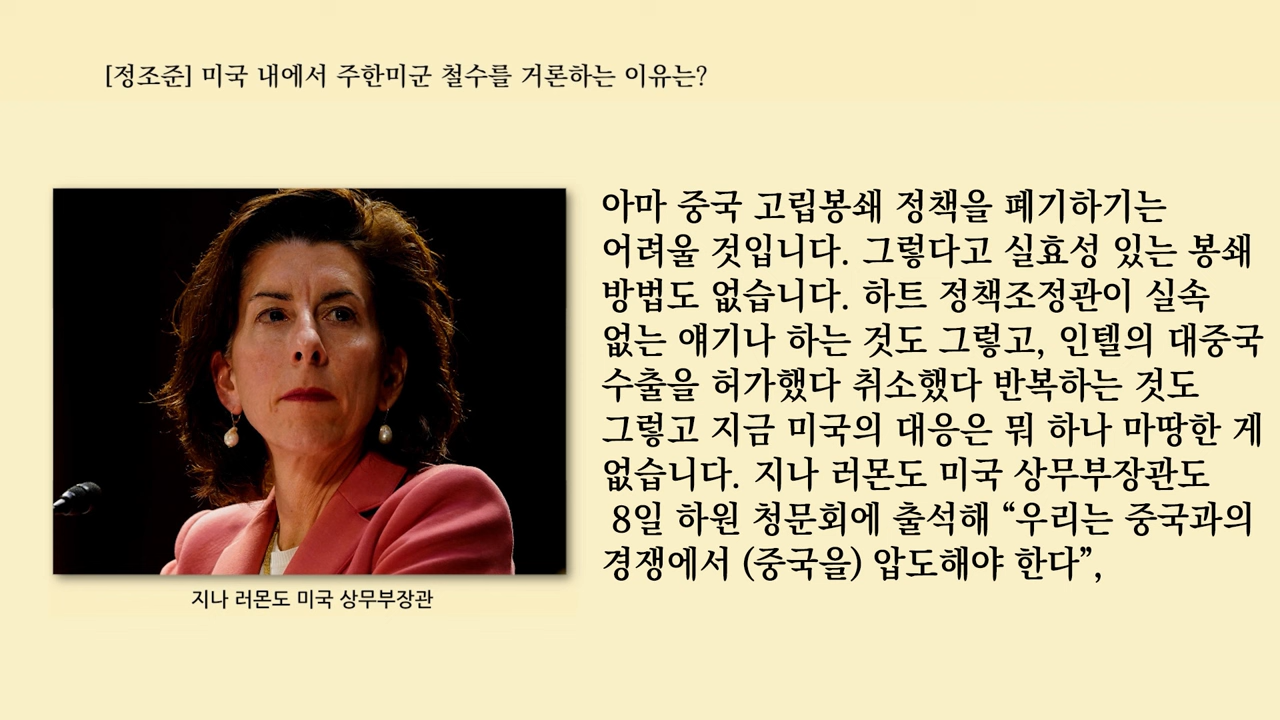 [정조준] 미국 내에서 주한미군 철수를 거론하는 이유는?
아마 중국 고립봉쇄 정책을 폐기하기는
어려울 것입니다. 그렇다고 실효성 있는 봉쇄
방법도 없습니다. 하트 정책조정관이 실속
없는 얘기나 하는 것도 그렇고, 인텔의 대중국
수출을 허가했다 취소했다 반복하는 것도
그렇고 지금 미국의 대응은 뭐 하나 마땅한 게
없습니다. 지나 러몬도 미국 상무부장관도
8일 하원 청문회에 출석해 “우리는 중국과의
경쟁에서 (중국을) 압도해야 한다”,
지나 러몬도 미국 상무부장관